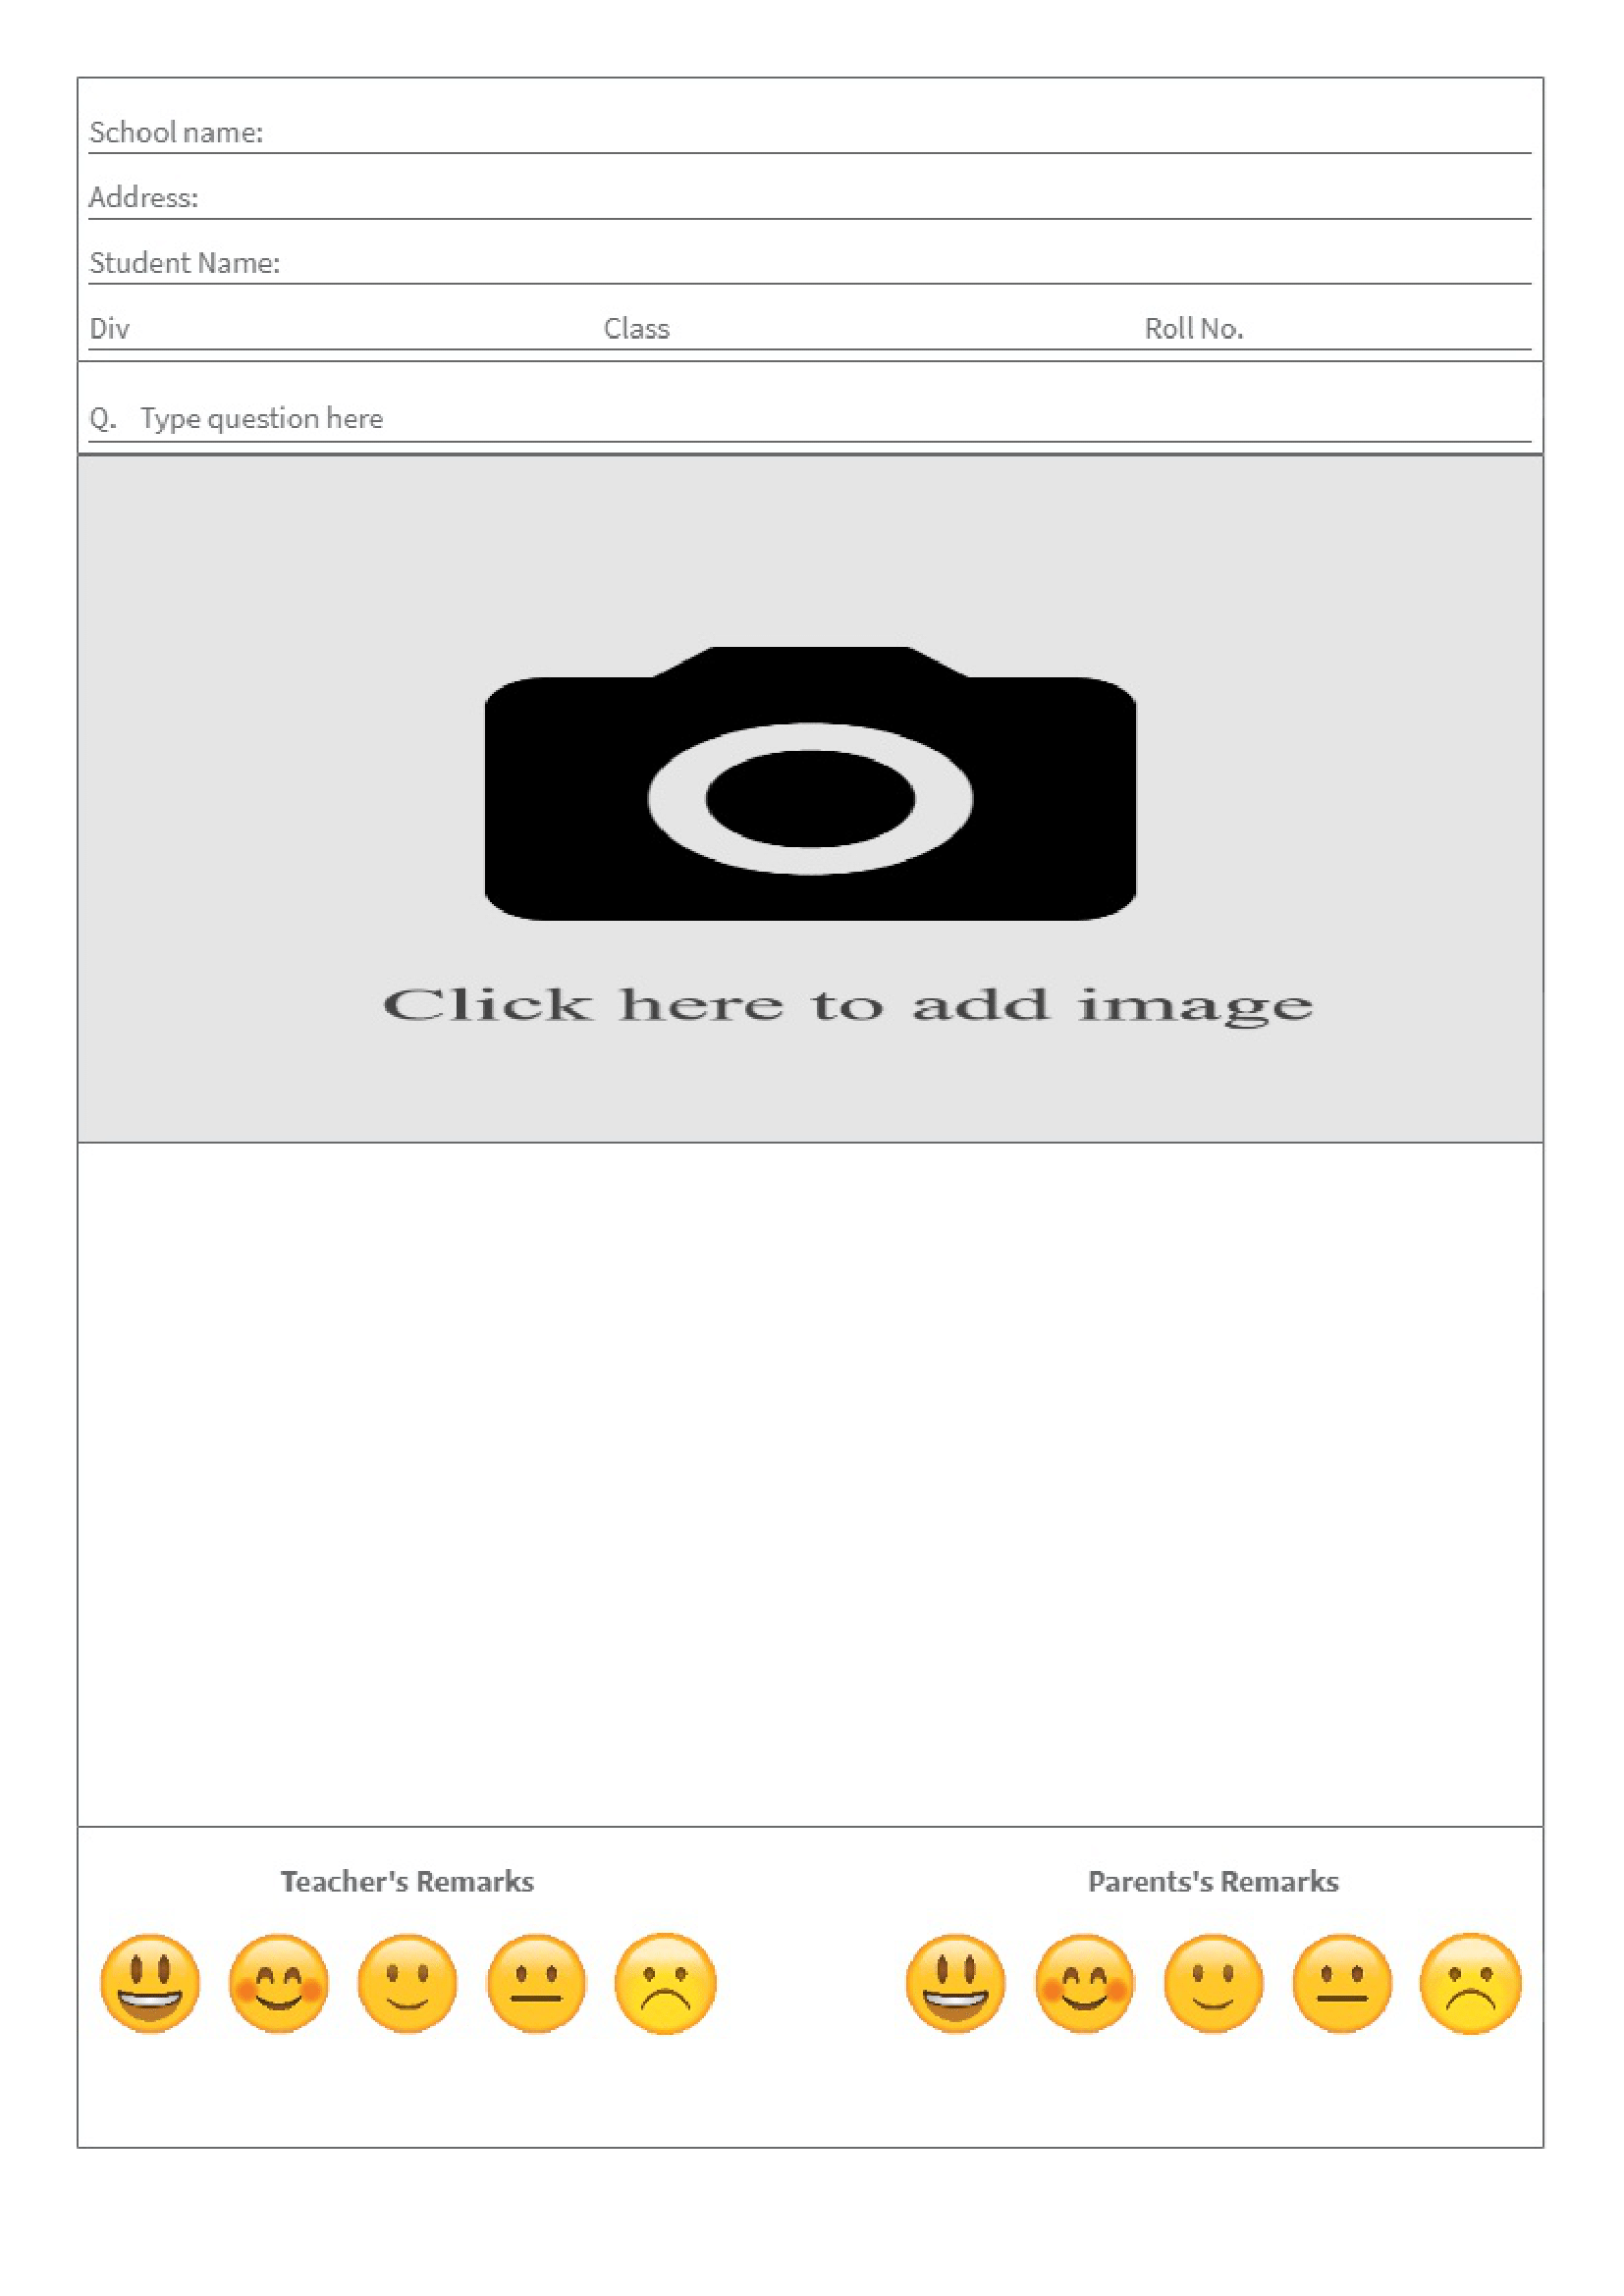 School name:
Address:
Student Name:
Div Class Roll No.
Q. Type question here
Click here to add image
Teacher's Remarks Parents's Remarks